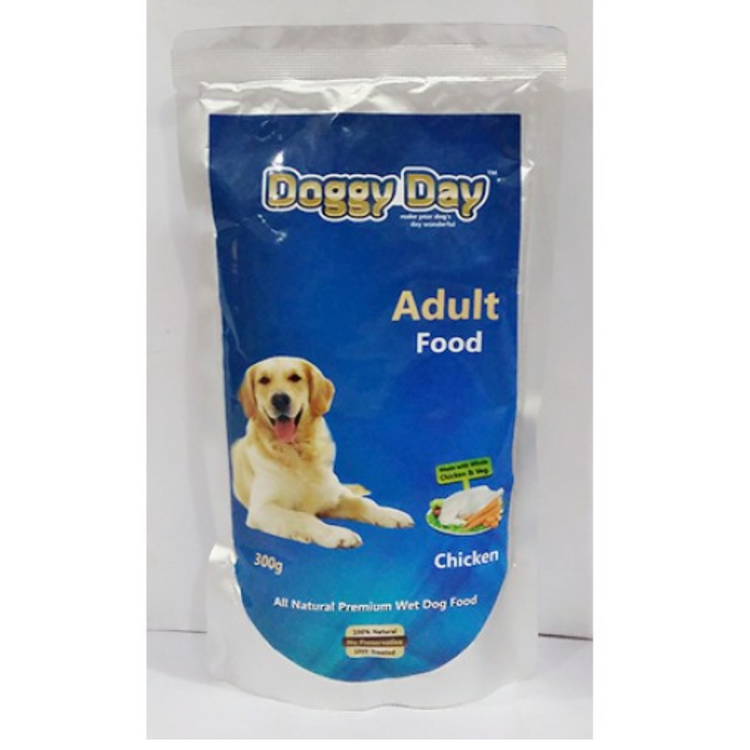 Doggy Day™
make your dog's
day wonderful
Adult
Food
Made with Whole
Chicken & Veg.
300g
Chicken
All Natural Premium Wet Dog Food
100% Natural
No Preservatives
UHT Treated